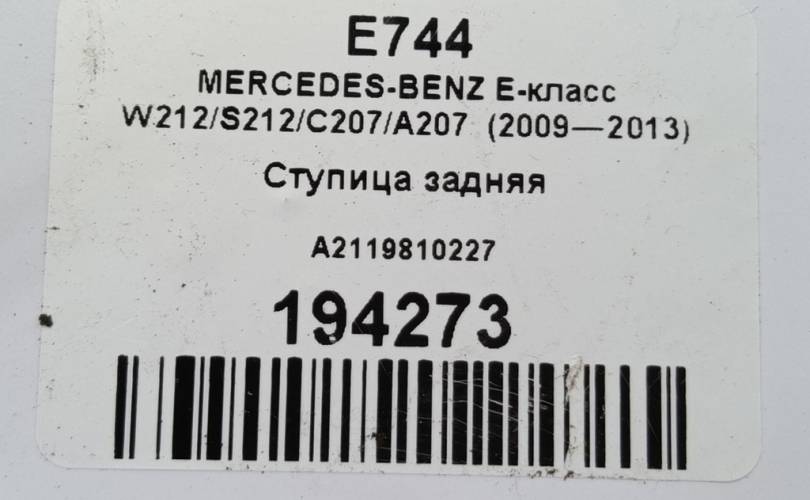 E744
MERCEDES-BENZ E-класс
W212/S212/C207/A207 (2009—2013)
Ступица задняя
A2119810227
194273